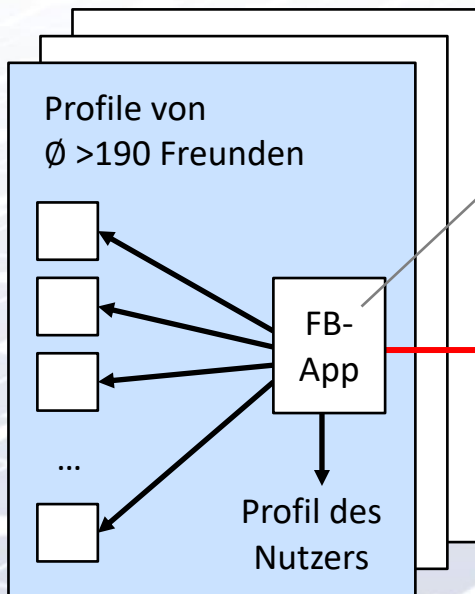 Profile von
Ø >190 Freunden
FB-
App
...
Profil des
Nutzers